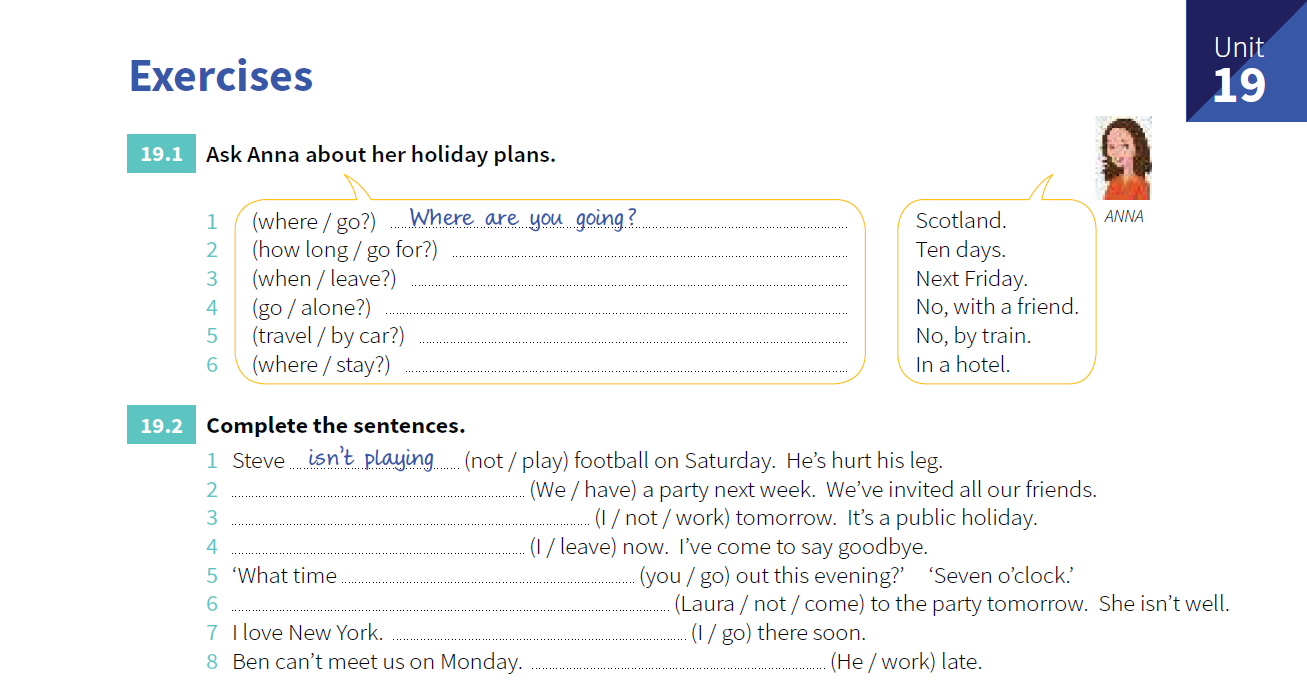 Unit
19
Exercises
19.1 Ask Anna about her holiday plans.
1 (where / go?) Where are you going? Scotland.
ANNA
2 (how long / go for?) Ten days.
3 (when / leave?) Next Friday.
4 (go / alone?) No, with a friend.
5 (travel / by car?) No, by train.
6 (where / stay?) In a hotel.
19.2 Complete the sentences.
1 Steve isn't playing (not / play) football on Saturday. He's hurt his leg.
2 (We / have) a party next week. We've invited all our friends.
3 (I / not / work) tomorrow. It's a public holiday.
4 (I / leave) now. I've come to say goodbye.
5 ‘What time (you / go) out this evening?’ ‘Seven o'clock.’
6 (Laura / not / come) to the party tomorrow. She isn't well.
7 I love New York. (I / go) there soon.
8 Ben can't meet us on Monday. (He / work) late.